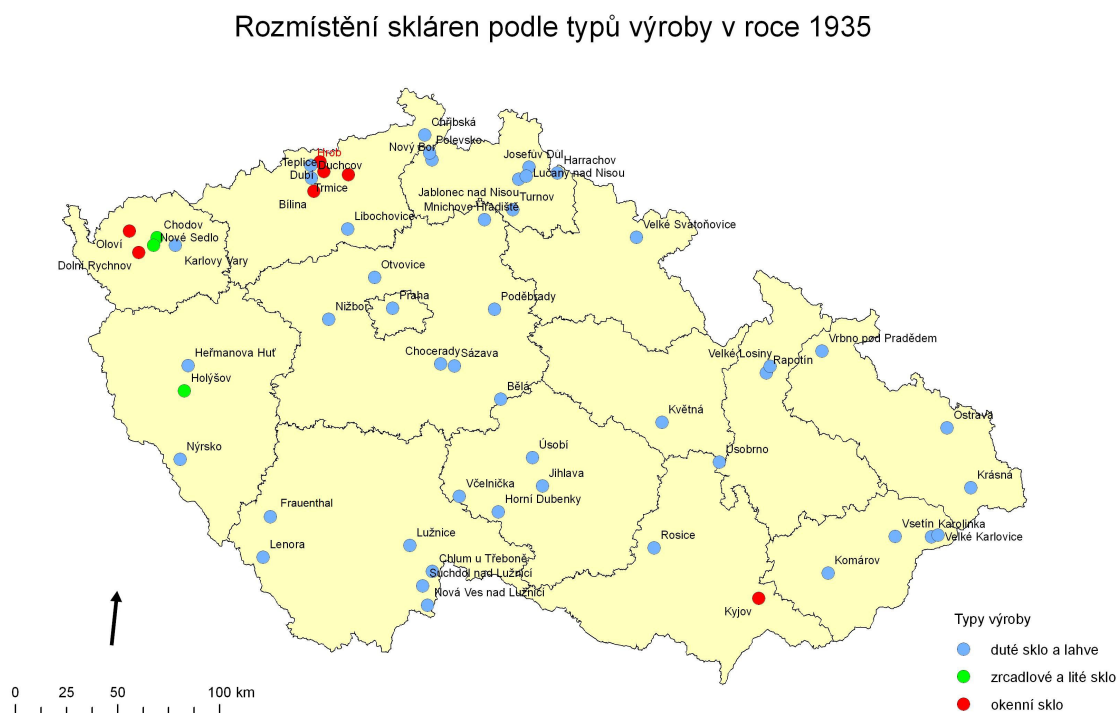 Rozmístění skláren podle typů výroby v roce 1935
Chřibská
Polevsko
Nový Bor
Hrob
Teplice
Duchcov
Dubí
Trmice
Bílina
Josefův Důl
Harrachov
Lučany nad Nisou
Jablonec nad Nisou
Turnov
Mnichove Hradiště
Libochovice
Velké Svatoňovice
Chodov
Nové Sedlo
Oloví
Dolní Rychnov
Karlovy Vary
Otvovice
Praha
Nižbor
Poděbrady
Chocerady
Sázava
Bělá
Heřmanova Huť
Holýšov
Nýrsko
Velké Losiny
Rapotín
Vrbno pod Pradědem
Květná
Ostrava
Úsobrno
Krásná
Úsobí
Jihlava
Včelnička
Horní Dubenky
Frauenthal
Lenora
Lužnice
Chlum u Třeboně
Suchdol nad Lužnicí
Nová Ves nad Lužnicí
Rosice
Vsetín
Karolinka
Velké Karlovice
Komárov
Kyjov
Typy výroby
duté sklo a lahve
zrcadlové a lité sklo
okenní sklo
0 25 50 100 km